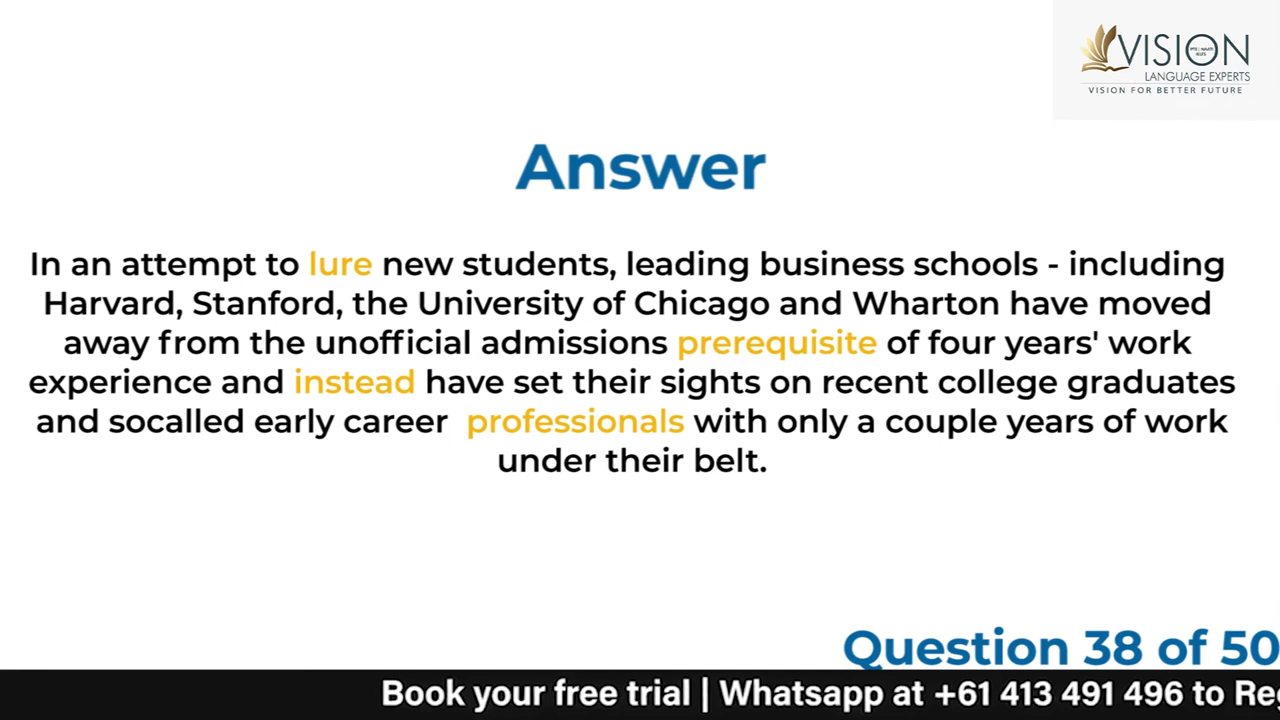 VISION
LANGUAGE EXPERTS
VISION FOR BETTER FUTURE
Answer
In an attempt to lure new students, leading business schools - including
Harvard, Stanford, the University of Chicago and Wharton have moved
away from the unofficial admissions prerequisite of four years' work
experience and instead have set their sights on recent college graduates
and socalled early career professionals with only a couple years of work
under their belt.
Question 38 of 50
Book your free trial | Whatsapp at +61 413 491 496 to Reg